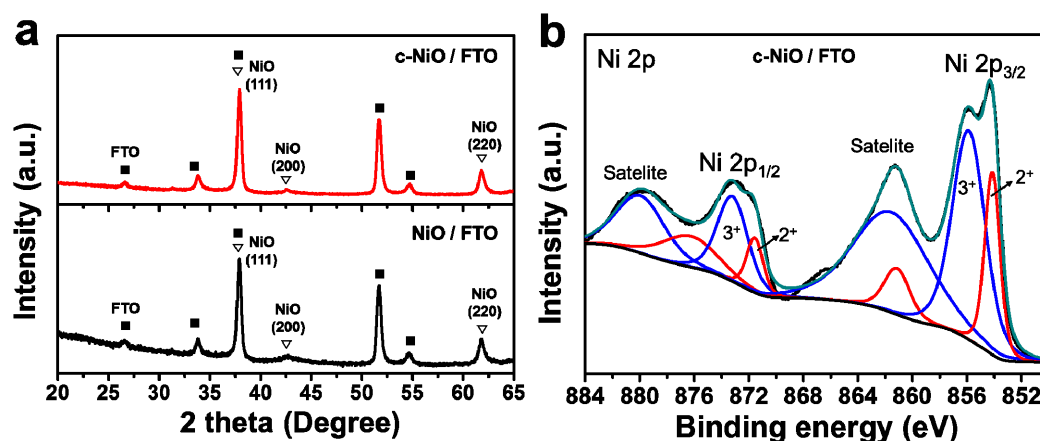 a
c-NiO / FTO
NiO
(111)
FTO
NiO
(200)
NiO
(220)
NiO / FTO
NiO
(111)
FTO
NiO
(200)
NiO
(220)
Intensity (a.u.)
20 25 30 35 40 45 50 55 60 65
2 theta (Degree)
b
Ni 2p
c-NiO / FTO
Ni 2p3/2
Satelite
Ni 2p1/2
Satelite
3+
2+
3+
2+
Intensity (a.u.)
884 880 876 872 868 864 860 856 852
Binding energy (eV)